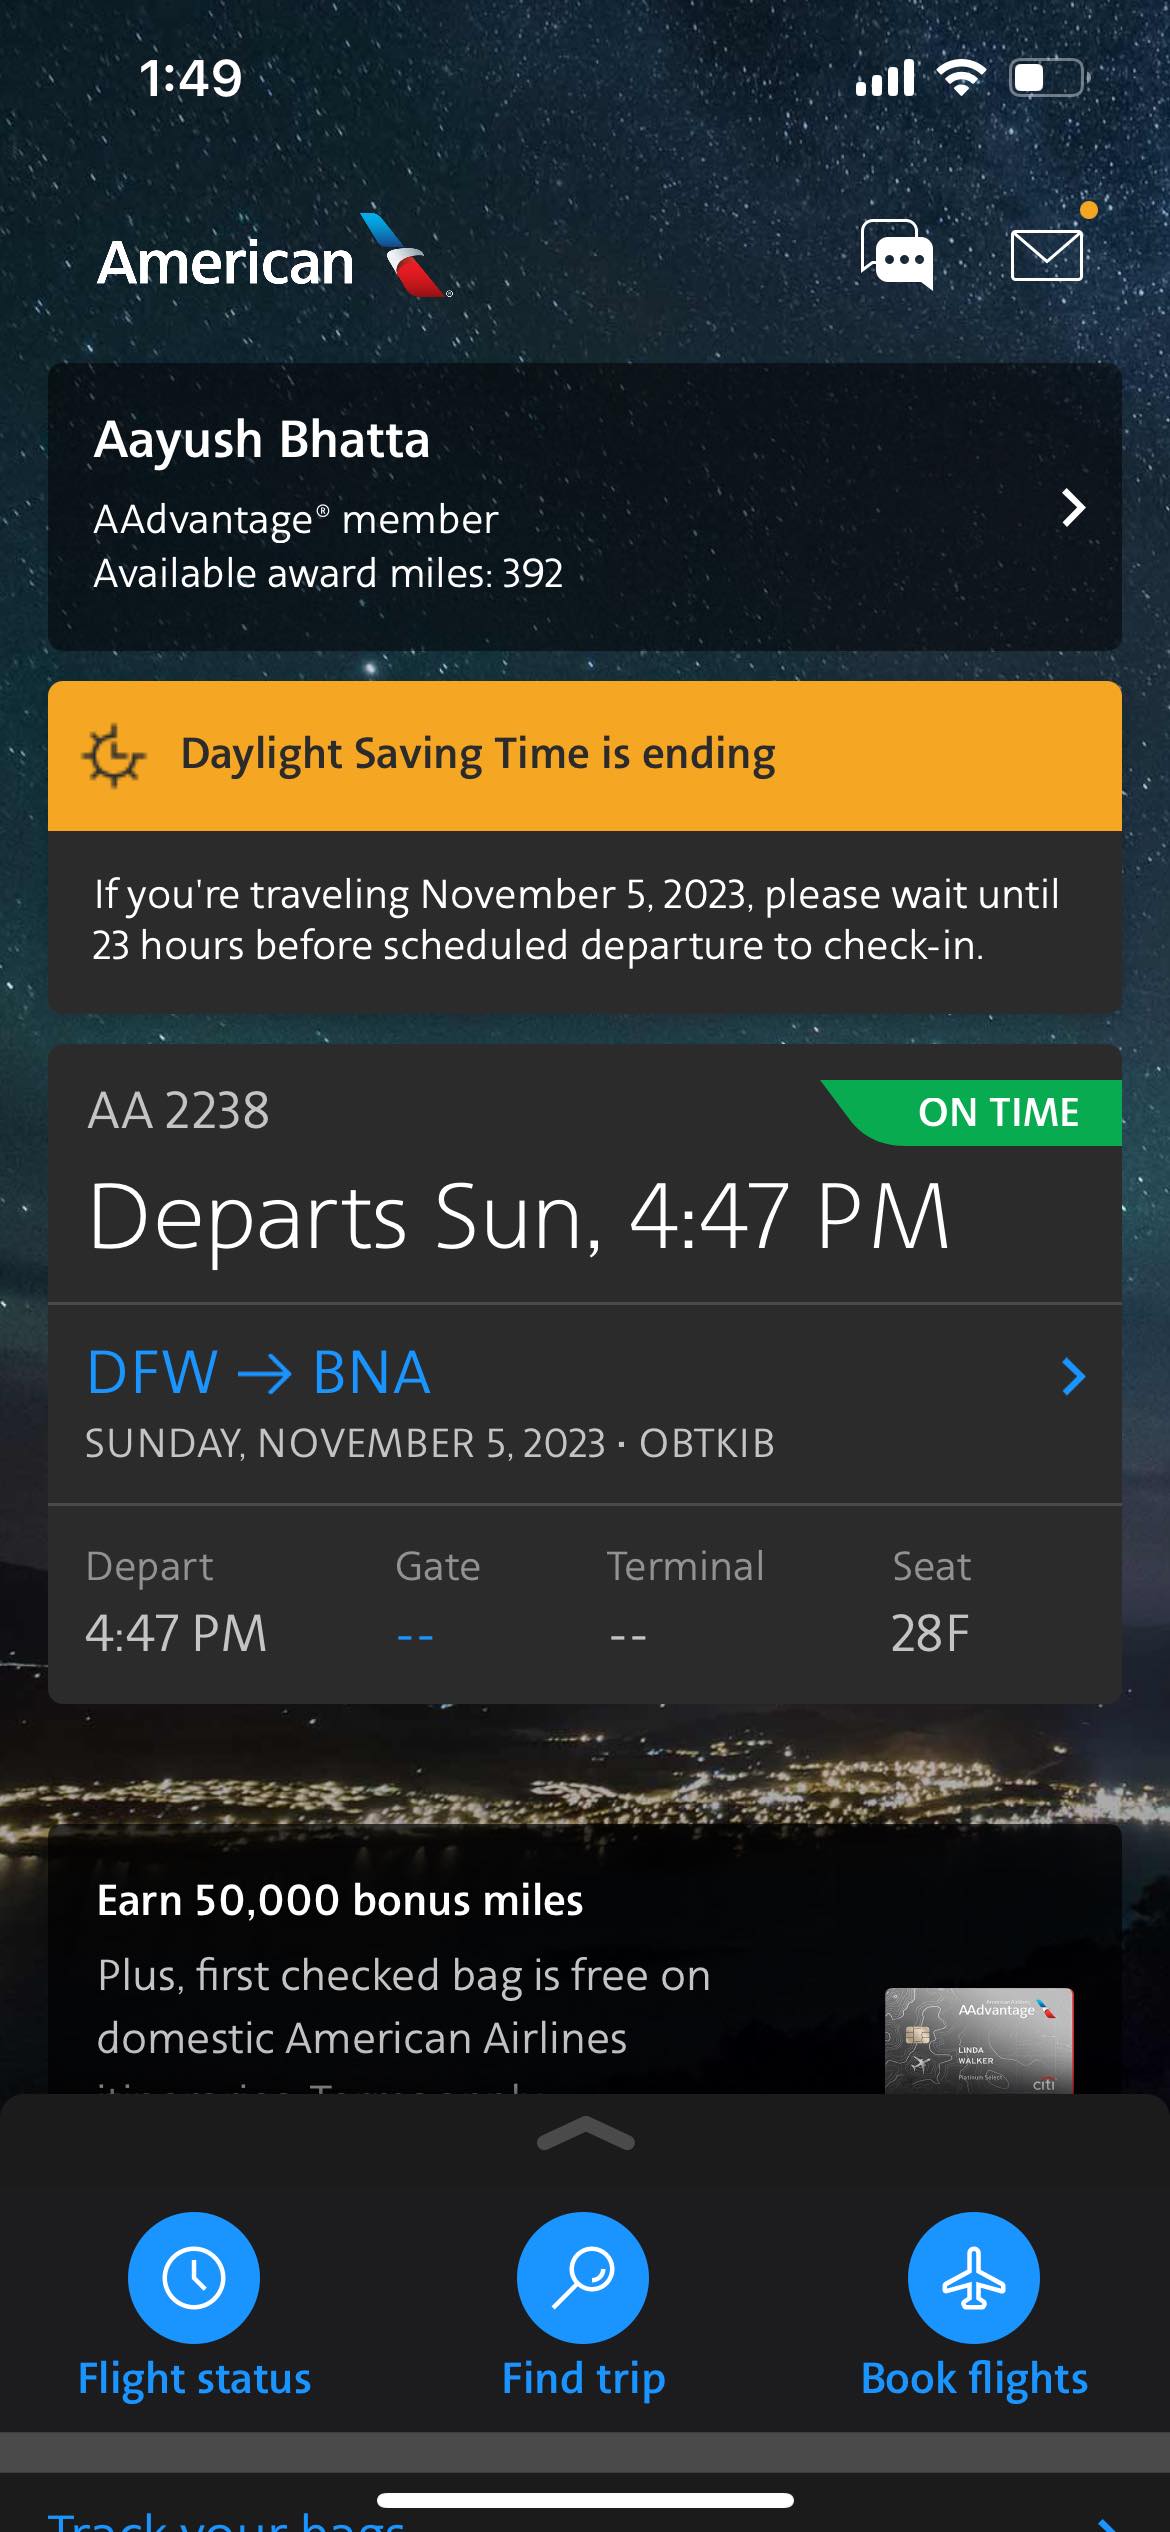 1:49
American
Aayush Bhatta
AAdvantage® member
Available award miles: 392
Daylight Saving Time is ending
If you're traveling November 5, 2023, please wait until
23 hours before scheduled departure to check-in.
AA 2238
ON TIME
Departs Sun, 4:47 PM
DFW → BNA
SUNDAY, NOVEMBER 5, 2023 · OBTKIB
Depart Gate Terminal Seat
4:47 PM -- -- 28F
Earn 50,000 bonus miles
Plus, first checked bag is free on
domestic American Airlines
AAdvantage
LINDA
WALKER
Platinum Select
citi
Flight status
Find trip
Book flights
Track your bags